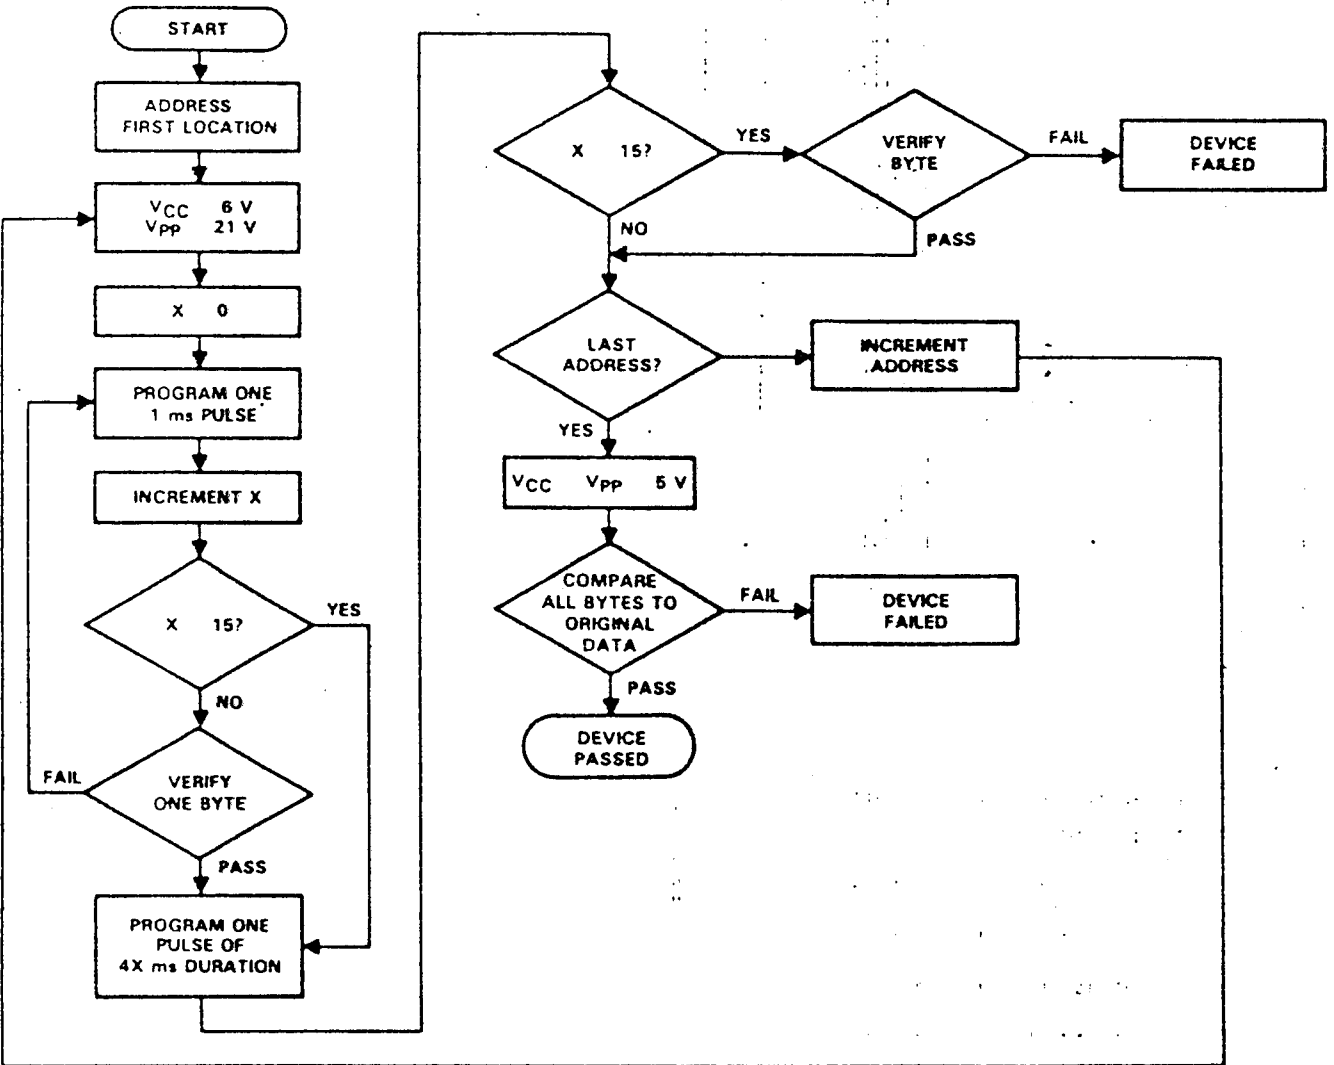 START
ADDRESS
FIRST LOCATION
VCC 6 V
VPP 21 V
X 0
PROGRAM ONE
1 ms PULSE
INCREMENT X
X 15?
YES
NO
VERIFY
ONE BYTE
FAIL
PASS
PROGRAM ONE
PULSE OF
4X ms DURATION
X 15?
YES
NO
VERIFY
BYTE
FAIL
DEVICE
FAILED
PASS
LAST
ADDRESS?
INCREMENT
ADDRESS
YES
VCC VPP 5 V
COMPARE
ALL BYTES TO
ORIGINAL
DATA
FAIL
DEVICE
FAILED
PASS
DEVICE
PASSED